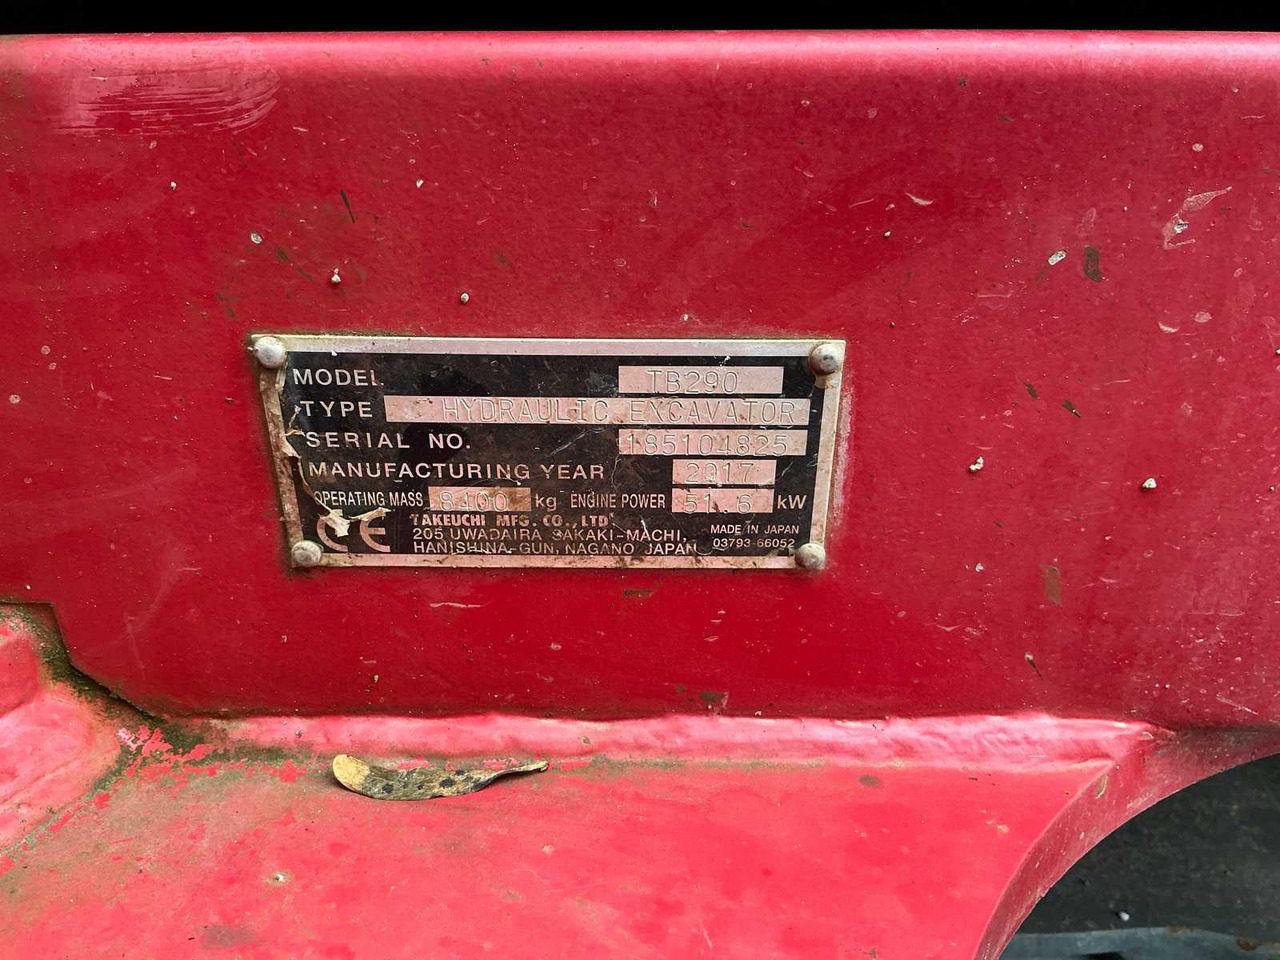 MODEL TB290
TYPE HYDRAULIC EXCAVATOR
SERIAL NO. 185104825
MANUFACTURING YEAR 2017
OPERATING MASS 8400 kg ENGINE POWER 51.6 kW
CE TAKEUCHI MFG. CO., LTD.
205 UWADAIRA SAKAKI-MACHI, MADE IN JAPAN
HANISHINA-GUN, NAGANO JAPAN 03793-66052